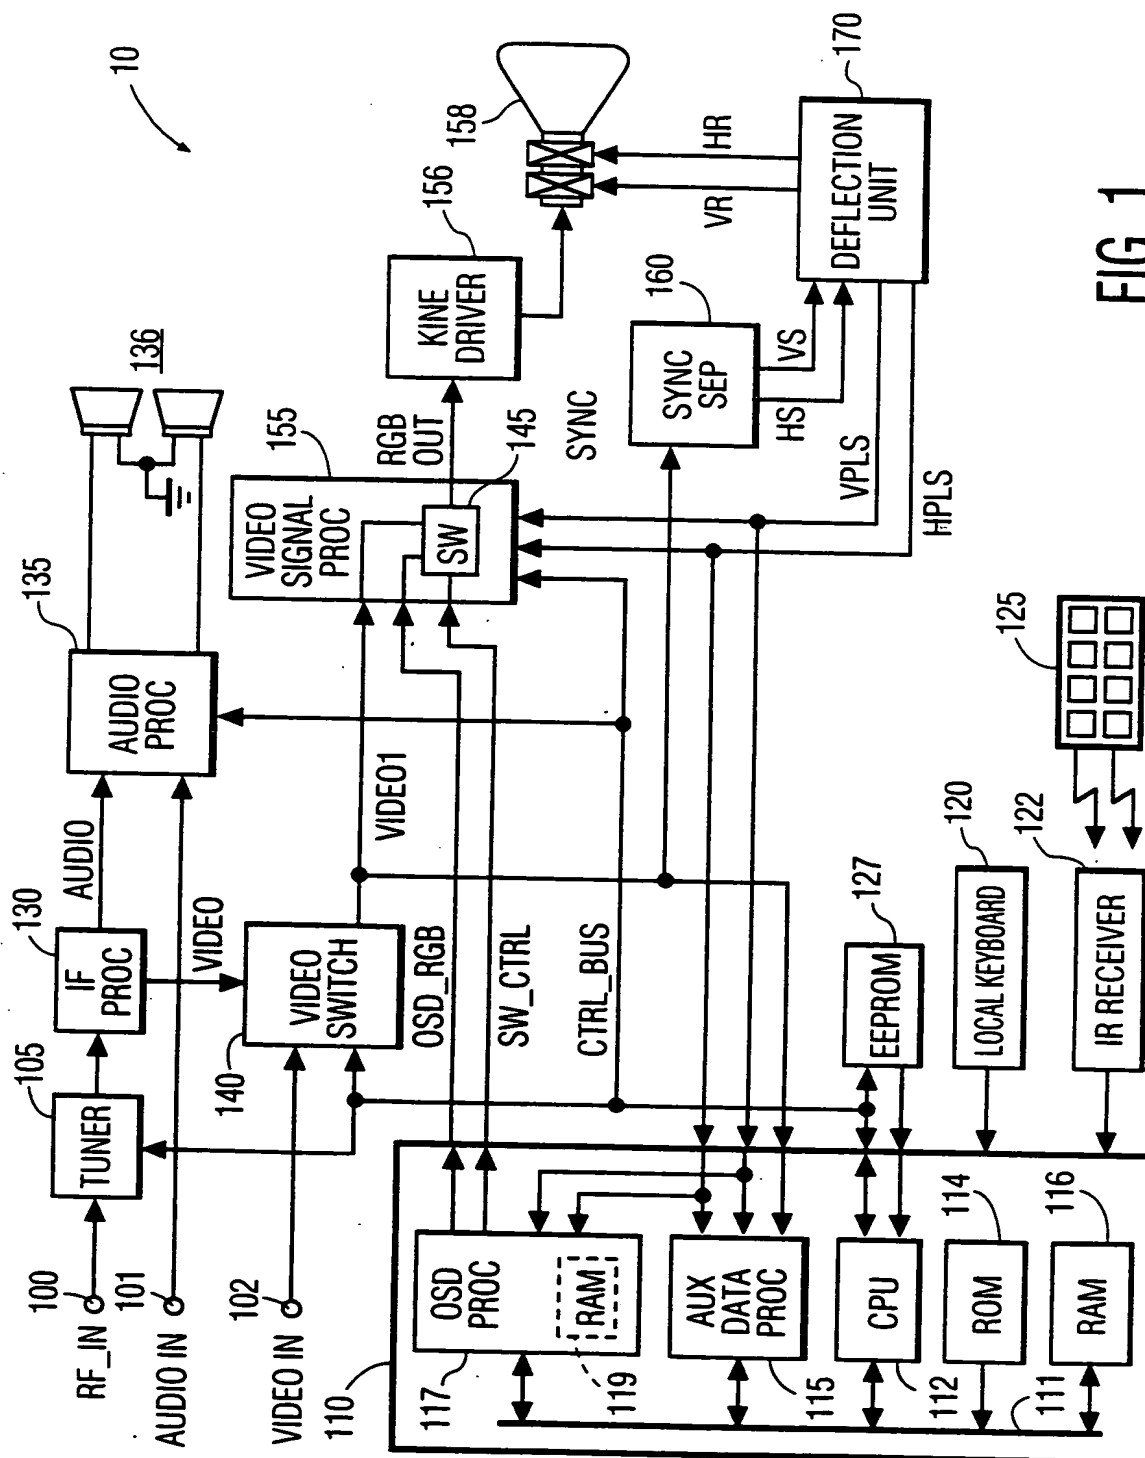 10
RF_IN
100
AUDIO IN
101
VIDEO IN
102
105
TUNER
130
IF
PROC
AUDIO
VIDEO
135
AUDIO
PROC
136
140
VIDEO
SWITCH
VIDEO1
155
VIDEO
SIGNAL
PROC
SW
145
RGB
OUT
156
KINE
DRIVER
158
OSD_RGB
SW_CTRL
CTRL_BUS
SYNC
160
SYNC
SEP
VS
HS
VR
HR
170
DEFLECTION
UNIT
VPLS
HPLS
110
117
OSD
PROC
RAM
119
AUX
DATA
PROC
115
CPU
112
ROM
114
RAM
116
111
127
EEPROM
120
LOCAL KEYBOARD
122
IR RECEIVER
125
FIG 1